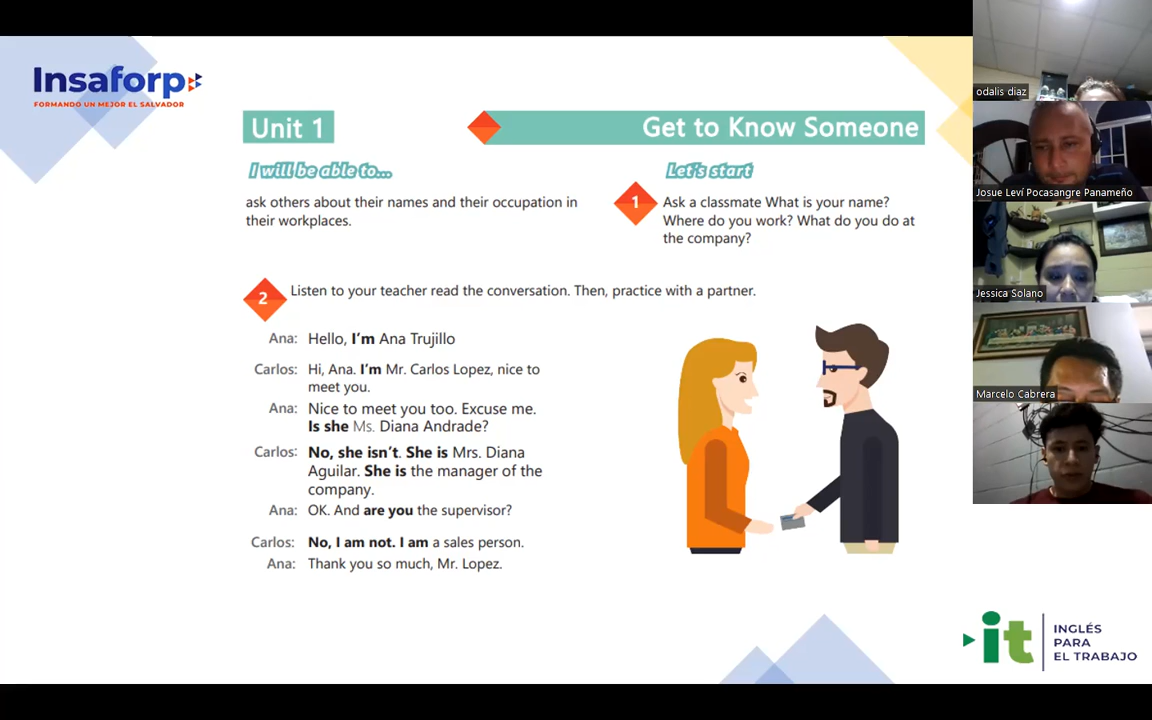 Insaforp
FORMANDO UN MEJOR EL SALVADOR
Unit 1
Get to Know Someone
I will be able to...
ask others about their names and their occupation in
their workplaces.
Let's start
1
Ask a classmate What is your name?
Where do you work? What do you do at
the company?
2
Listen to your teacher read the conversation. Then, practice with a partner.
Ana: Hello, I'm Ana Trujillo
Carlos: Hi, Ana. I'm Mr. Carlos Lopez, nice to
meet you.
Ana: Nice to meet you too. Excuse me.
Is she Ms. Diana Andrade?
Carlos: No, she isn't. She is Mrs. Diana
Aguilar. She is the manager of the
company.
Ana: OK. And are you the supervisor?
Carlos: No, I am not. I am a sales person.
Ana: Thank you so much, Mr. Lopez.
odalis diaz
Josue Leví Pocasangre Panameño
Jessica Solano
Marcelo Cabrera
it
INGLÉS
PARA
EL TRABAJO